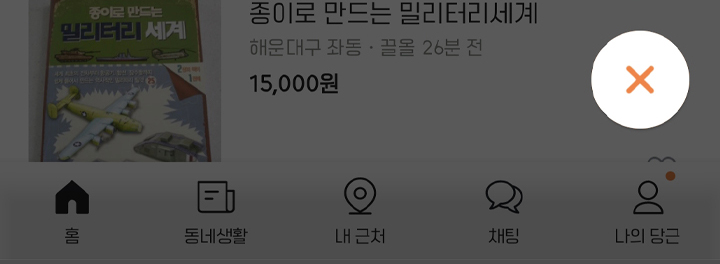 종이로 만드는 밀리터리세계
해운대구 좌동 · 끌올 26분 전
15,000원
종이로 만드는
밀리터리 세계
홈
동네생활
내 근처
채팅
나의 당근